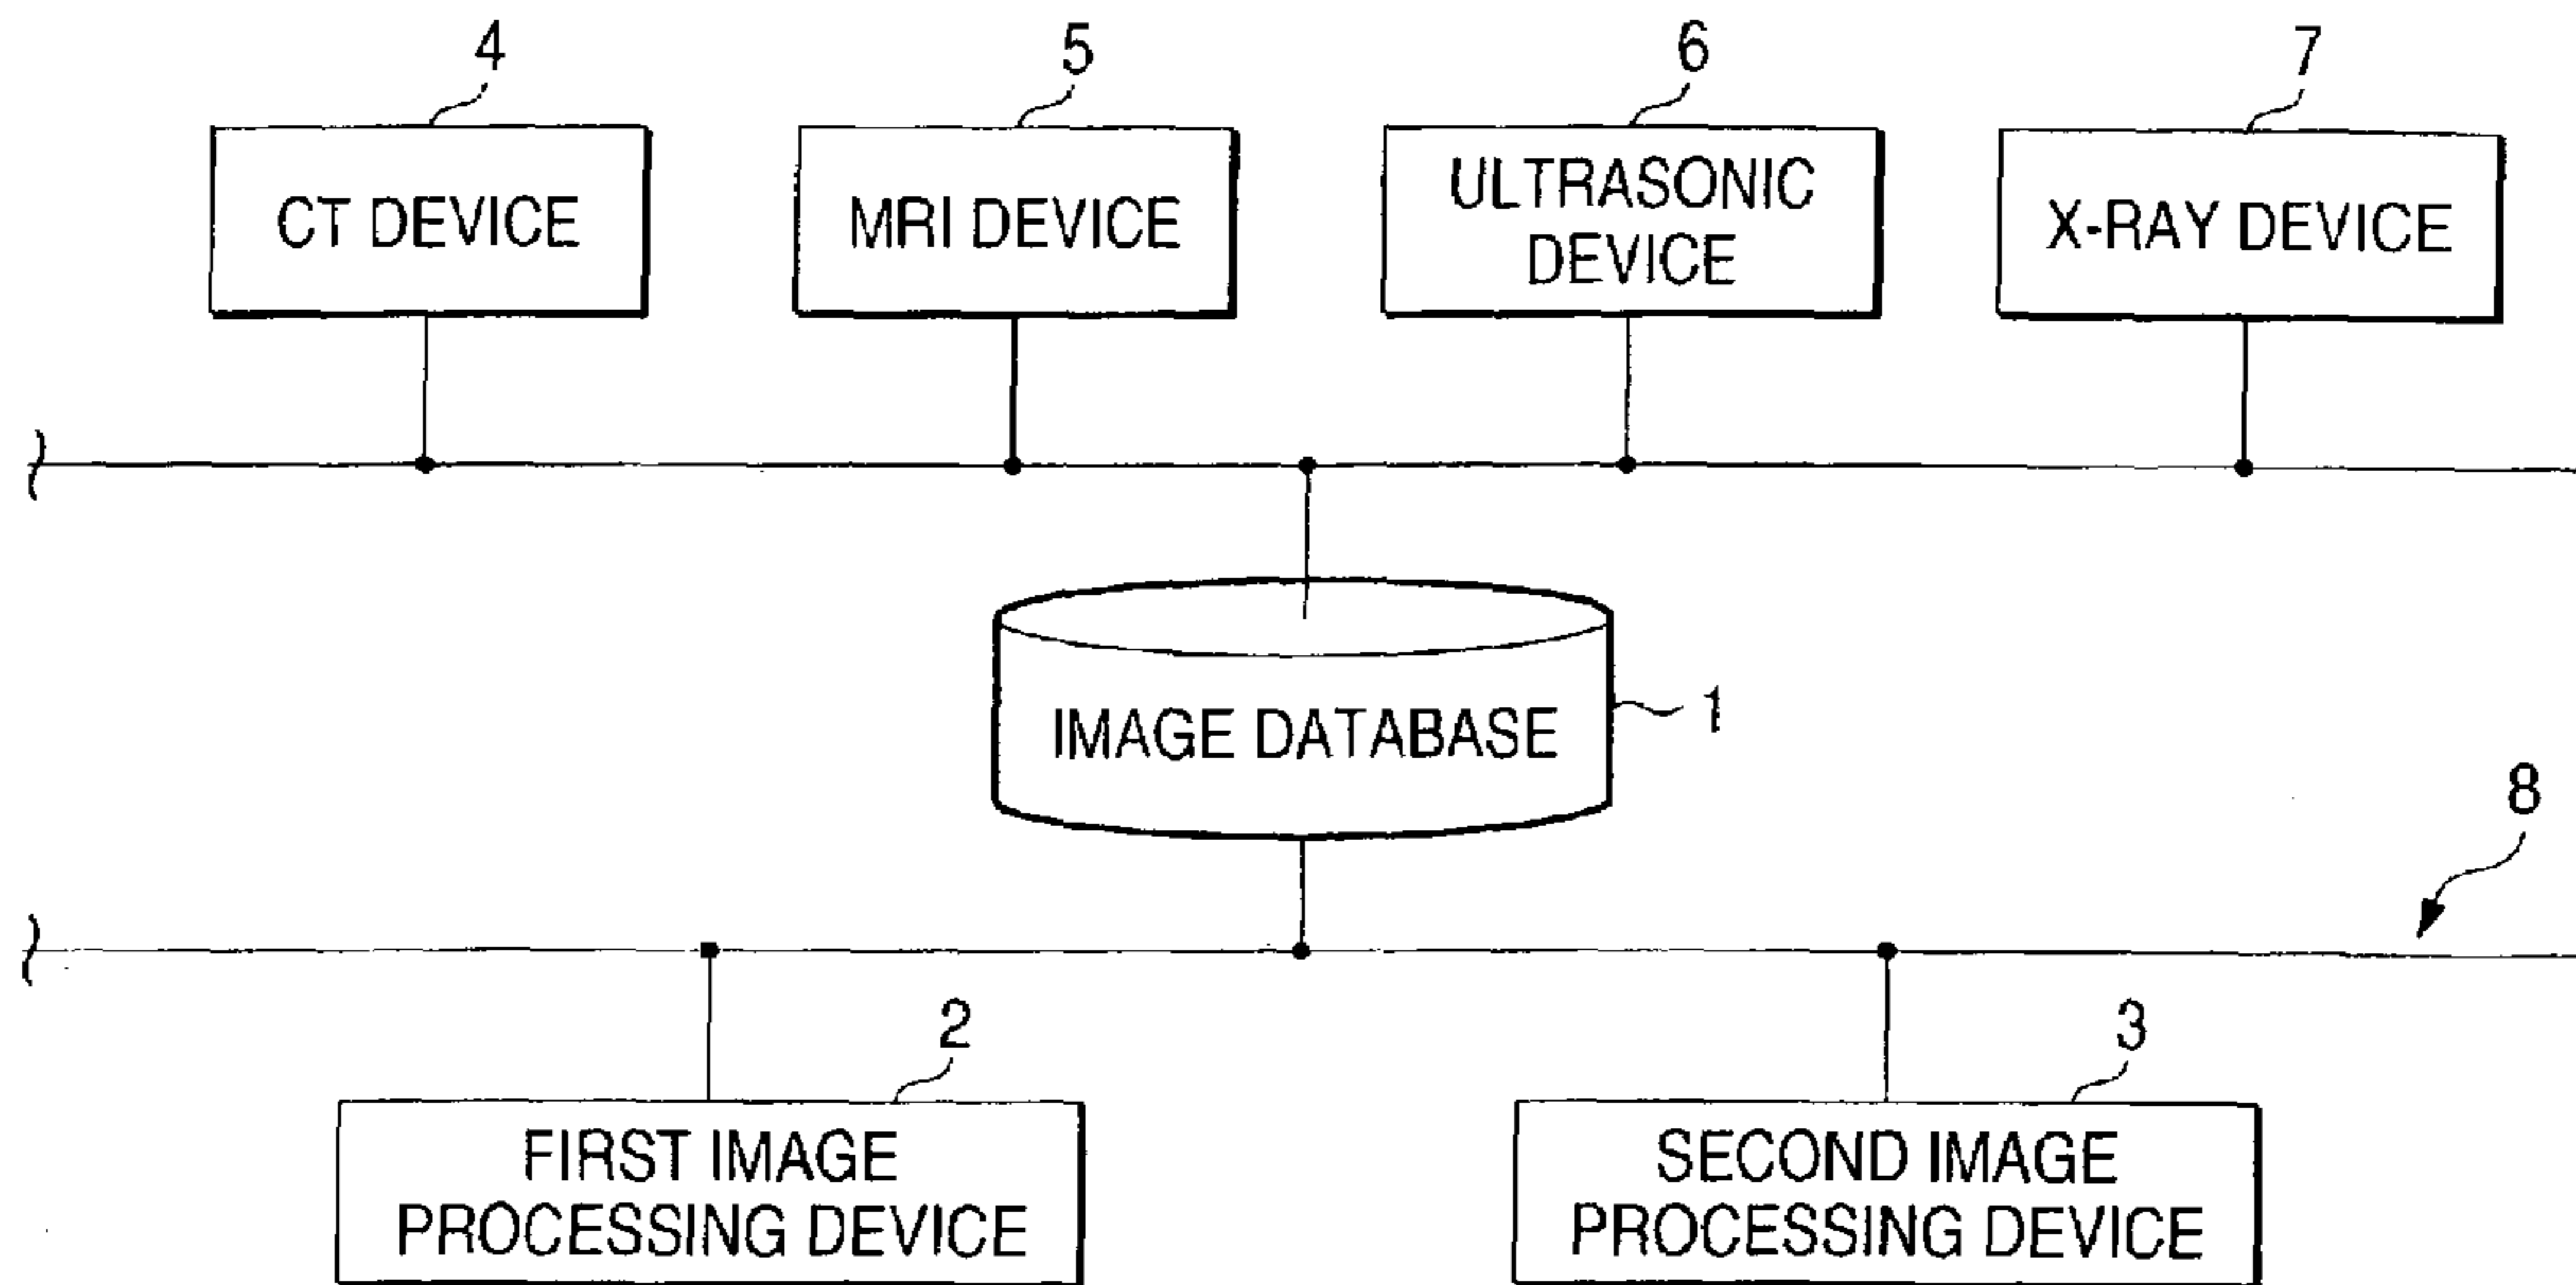 4
5
6
7
CT DEVICE
MRI DEVICE
ULTRASONIC
DEVICE
X-RAY DEVICE
IMAGE DATABASE
1
8
2
3
FIRST IMAGE
PROCESSING DEVICE
SECOND IMAGE
PROCESSING DEVICE